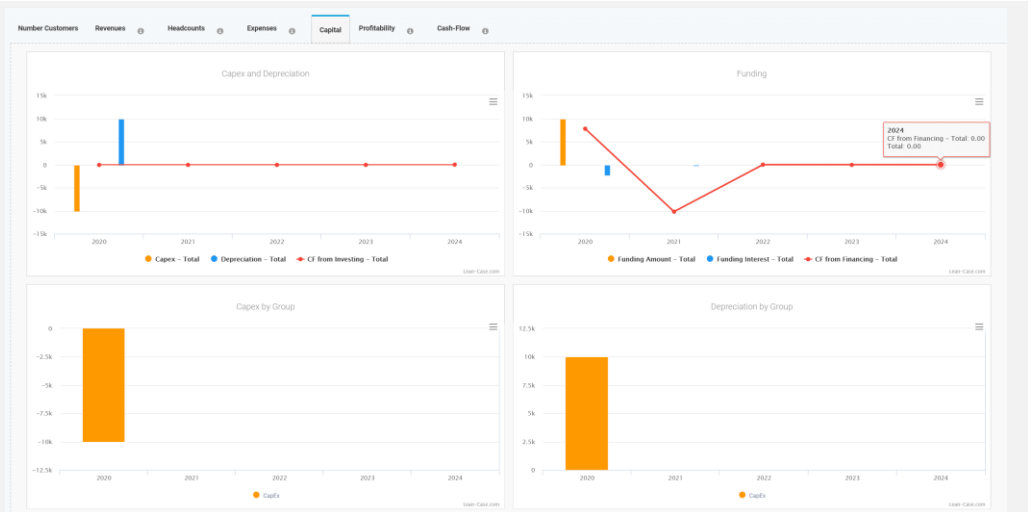 Number Customers Revenues Headcounts Expenses Capital Profitability Cash-Flow
Capex and Depreciation
15k
10k
5k
0
-5k
-10k
-15k
2020 2021 2022 2023 2024
Capex - Total Depreciation - Total CF from Investing - Total
Lean-Case.com
Funding
15k
10k
5k
0
-5k
-10k
-15k
2024
CF from Financing - Total: 0.00
Total: 0.00
2020 2021 2022 2023 2024
Funding Amount - Total Funding Interest - Total CF from Financing - Total
Lean-Case.com
Capex by Group
0
-2.5k
-5k
-7.5k
-10k
-12.5k
2020 2021 2022 2023 2024
CapEx
Lean-Case.com
Depreciation by Group
12.5k
10k
7.5k
5k
2.5k
0
2020 2021 2022 2023 2024
CapEx
Lean-Case.com